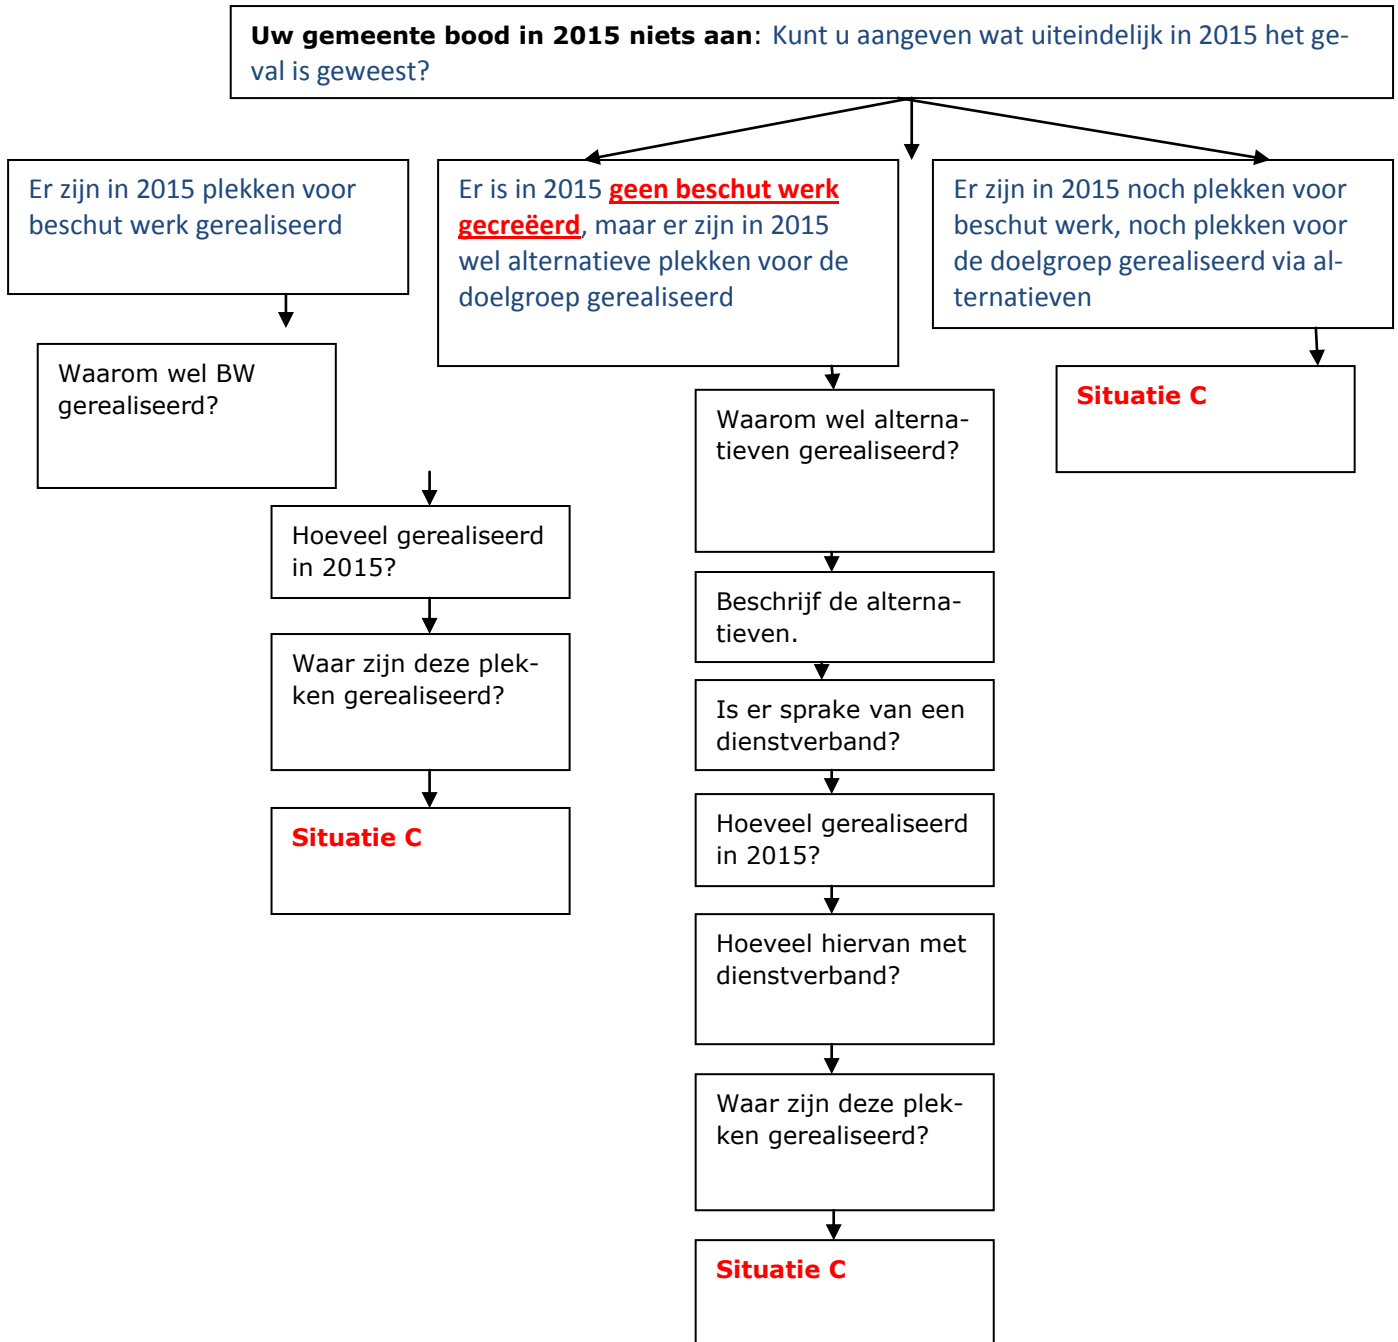 Uw gemeente bood in 2015 niets aan: Kunt u aangeven wat uiteindelijk in 2015 het ge-
val is geweest?
Er zijn in 2015 plekken voor
beschut werk gerealiseerd
Er is in 2015 geen beschut werk
gecreëerd, maar er zijn in 2015
wel alternatieve plekken voor de
doelgroep gerealiseerd
Er zijn in 2015 noch plekken voor
beschut werk, noch plekken voor
de doelgroep gerealiseerd via al-
ternatieven
Waarom wel BW
gerealiseerd?
Hoeveel gerealiseerd
in 2015?
Waar zijn deze plek-
ken gerealiseerd?
Situatie C
Waarom wel alterna-
tieven gerealiseerd?
Beschrijf de alterna-
tieven.
Is er sprake van een
dienstverband?
Hoeveel gerealiseerd
in 2015?
Hoeveel hiervan met
dienstverband?
Waar zijn deze plek-
ken gerealiseerd?
Situatie C
Situatie C